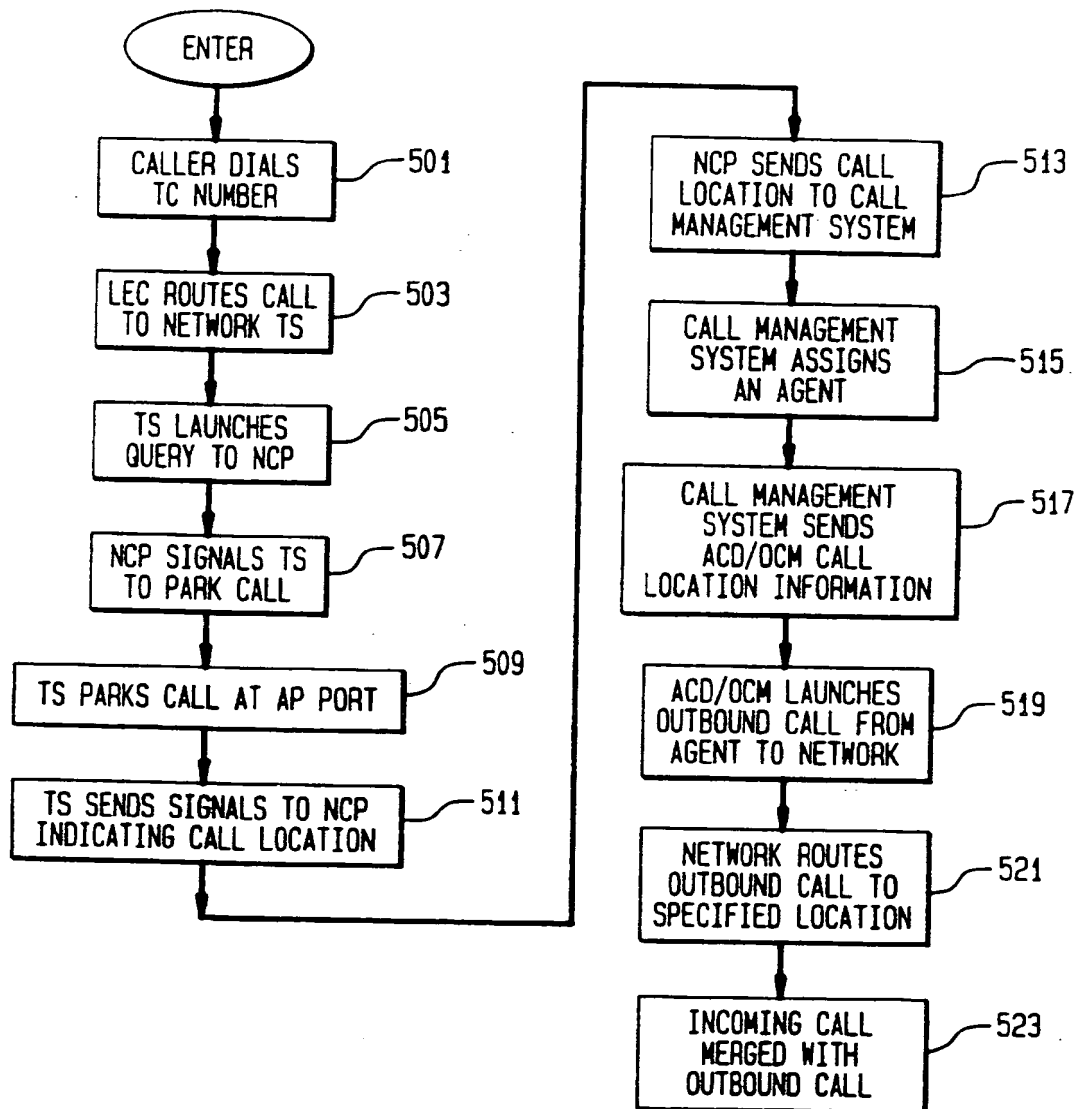 ENTER
CALLER DIALS
TC NUMBER
501
LEC ROUTES CALL
TO NETWORK TS
503
TS LAUNCHES
QUERY TO NCP
505
NCP SIGNALS TS
TO PARK CALL
507
TS PARKS CALL AT AP PORT
509
TS SENDS SIGNALS TO NCP
INDICATING CALL LOCATION
511
NCP SENDS CALL
LOCATION TO CALL
MANAGEMENT SYSTEM
513
CALL MANAGEMENT
SYSTEM ASSIGNS
AN AGENT
515
CALL MANAGEMENT
SYSTEM SENDS
ACD/OCM CALL
LOCATION INFORMATION
517
ACD/OCM LAUNCHES
OUTBOUND CALL FROM
AGENT TO NETWORK
519
NETWORK ROUTES
OUTBOUND CALL TO
SPECIFIED LOCATION
521
INCOMING CALL
MERGED WITH
OUTBOUND CALL
523